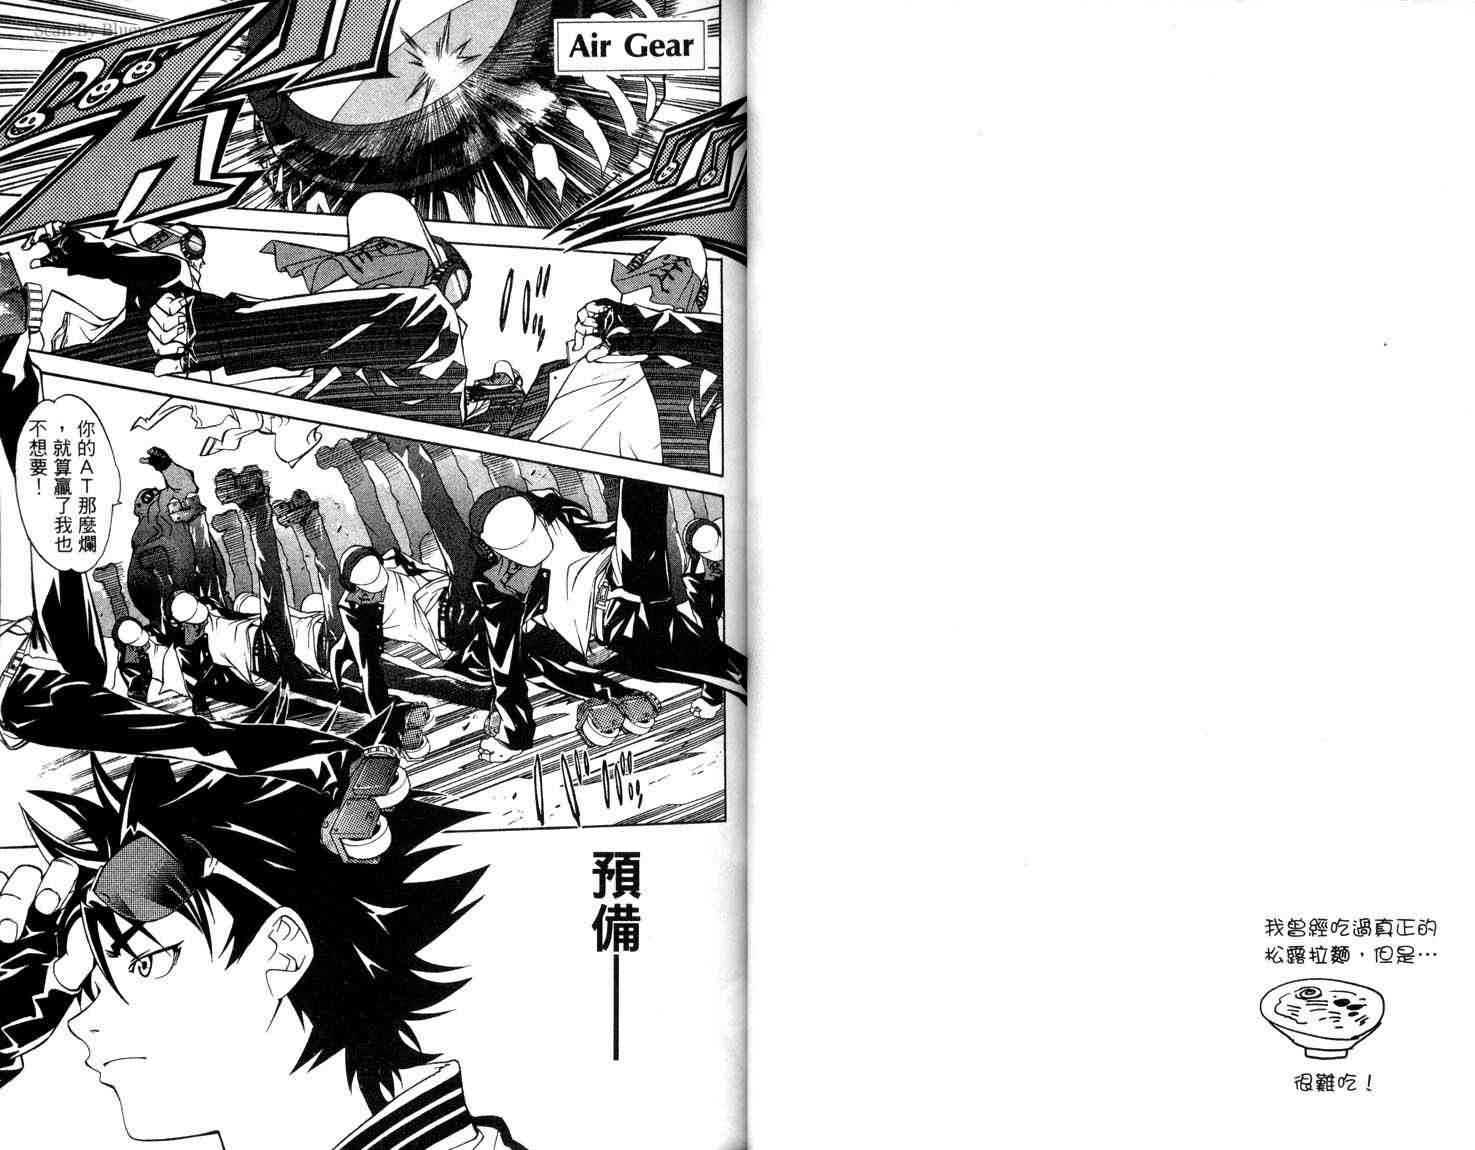 我曾經吃過真正的
松露拉麵，但是…
很難吃！
Air Gear
你的AT那麼爛
，就算贏了我也
不想要！
預備——